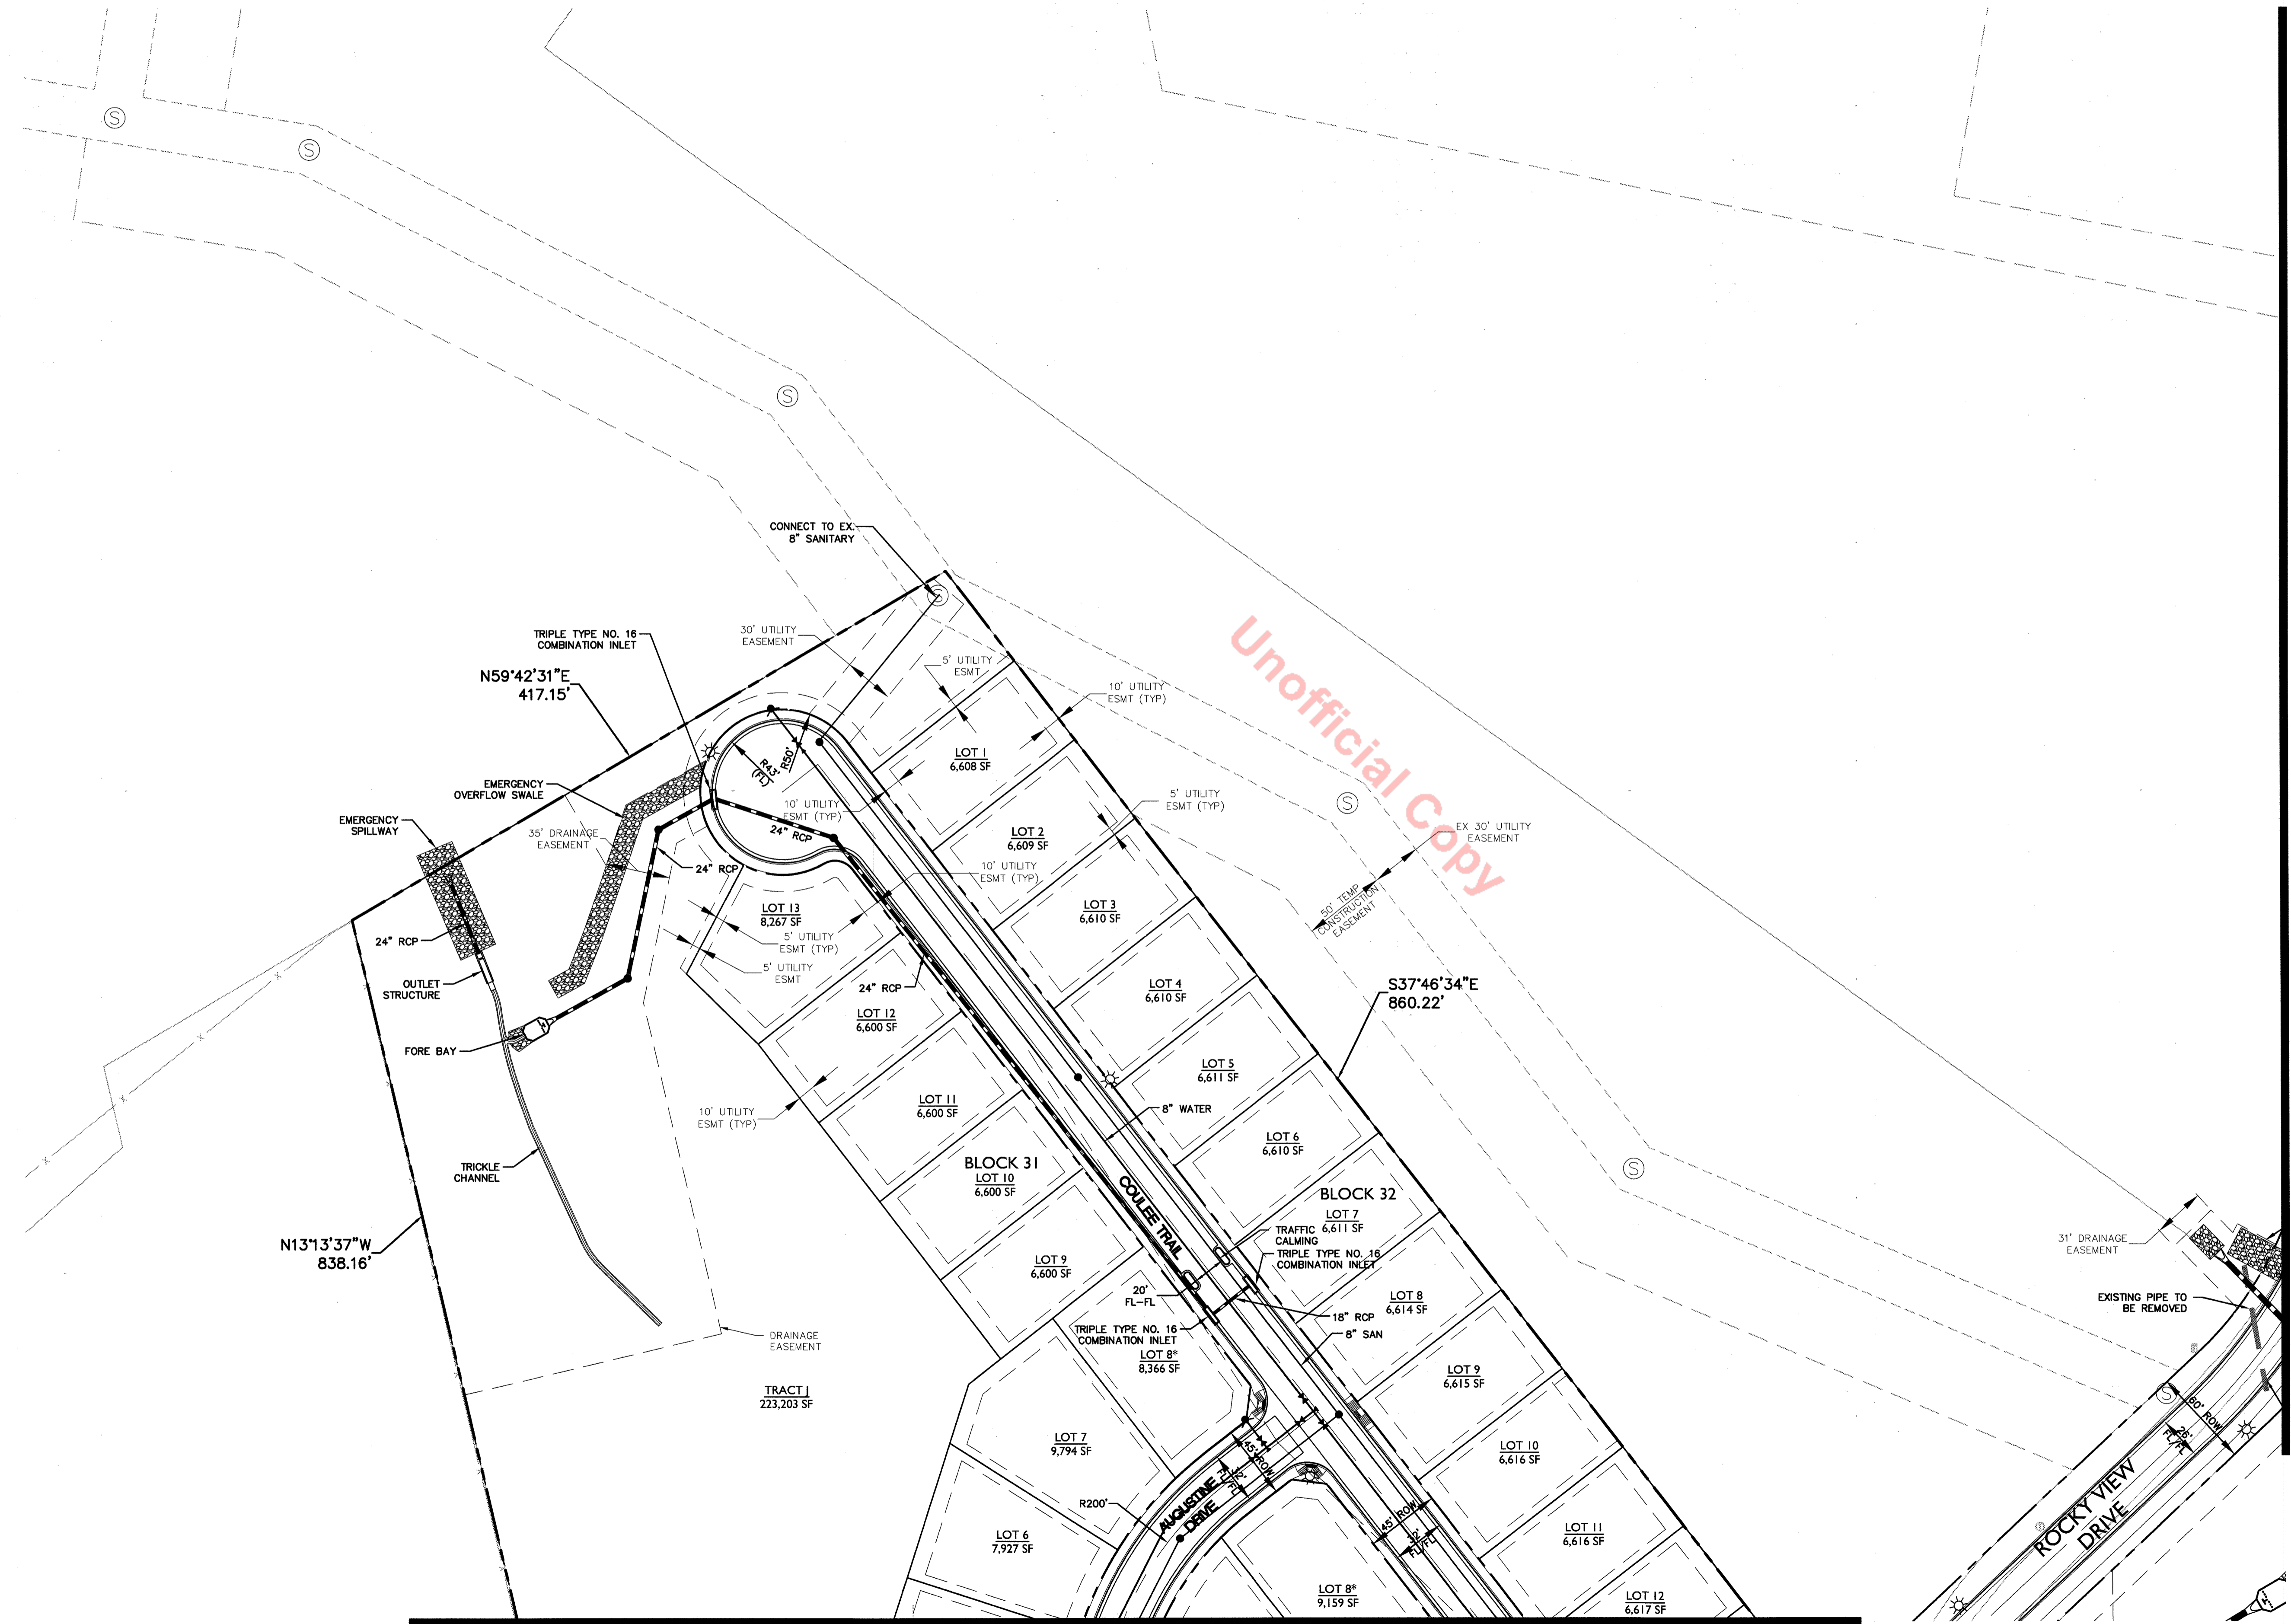 CONNECT TO EX.
8" SANITARY
TRIPLE TYPE NO. 16
COMBINATION INLET
30' UTILITY
EASEMENT
N59°42'31"E
417.15'
5' UTILITY
ESMT
10' UTILITY
ESMT (TYP)
EMERGENCY
OVERFLOW SWALE
EMERGENCY
SPILLWAY
35' DRAINAGE
EASEMENT
R43'
(FL)
R50'
10' UTILITY
ESMT (TYP)
24" RCP
24" RCP
LOT 1
6,608 SF
5' UTILITY
ESMT (TYP)
LOT 2
6,609 SF
10' UTILITY
ESMT (TYP)
EX 30' UTILITY
EASEMENT
50' TEMP
CONSTRUCTION
EASEMENT
Unofficial Copy
LOT 13
8,267 SF
5' UTILITY
ESMT (TYP)
5' UTILITY
ESMT
LOT 3
6,610 SF
24" RCP
OUTLET
STRUCTURE
FORE BAY
24" RCP
LOT 12
6,600 SF
LOT 4
6,610 SF
S37°46'34"E
860.22'
LOT 11
6,600 SF
10' UTILITY
ESMT (TYP)
LOT 5
6,611 SF
8" WATER
LOT 6
6,610 SF
TRICKLE
CHANNEL
BLOCK 31
LOT 10
6,600 SF
COULEE TRAIL
BLOCK 32
LOT 7
6,611 SF
TRAFFIC
CALMING
TRIPLE TYPE NO. 16
COMBINATION INLET
N13°13'37"W
838.16'
LOT 9
6,600 SF
20'
FL-FL
LOT 8
6,614 SF
18" RCP
8" SAN
TRIPLE TYPE NO. 16
COMBINATION INLET
LOT 8*
8,366 SF
DRAINAGE
EASEMENT
TRACT J
223,203 SF
LOT 9
6,615 SF
LOT 7
9,794 SF
45' ROW
32'
FL/FL
LOT 10
6,616 SF
R200'
AUGUSTINE
DRIVE
LOT 6
7,927 SF
45' ROW
32'
FL/FL
LOT 11
6,616 SF
LOT 8*
9,159 SF
LOT 12
6,617 SF
31' DRAINAGE
EASEMENT
EXISTING PIPE TO
BE REMOVED
60' ROW
26'
FL/FL
ROCKY VIEW
DRIVE
S
S
S
S
S
S
S